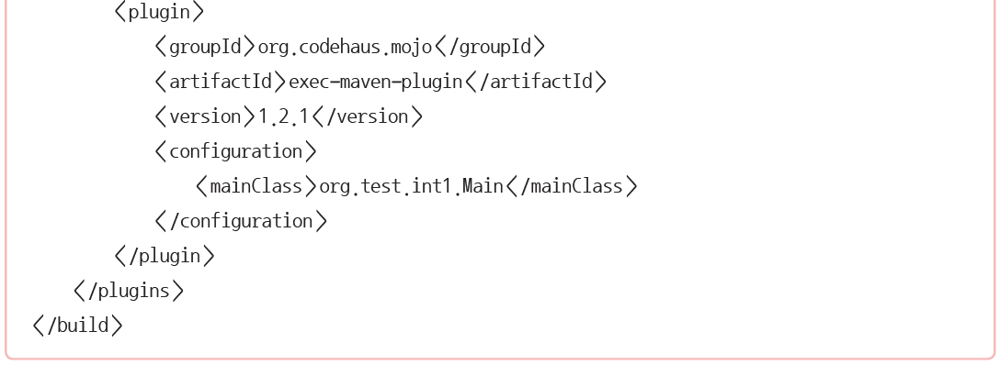 <plugin>
<groupId>org.codehaus.mojo</groupId>
<artifactId>exec-maven-plugin</artifactId>
<version>1.2.1</version>
<configuration>
<mainClass>org.test.int1.Main</mainClass>
</configuration>
</plugin>
</plugins>
</build>